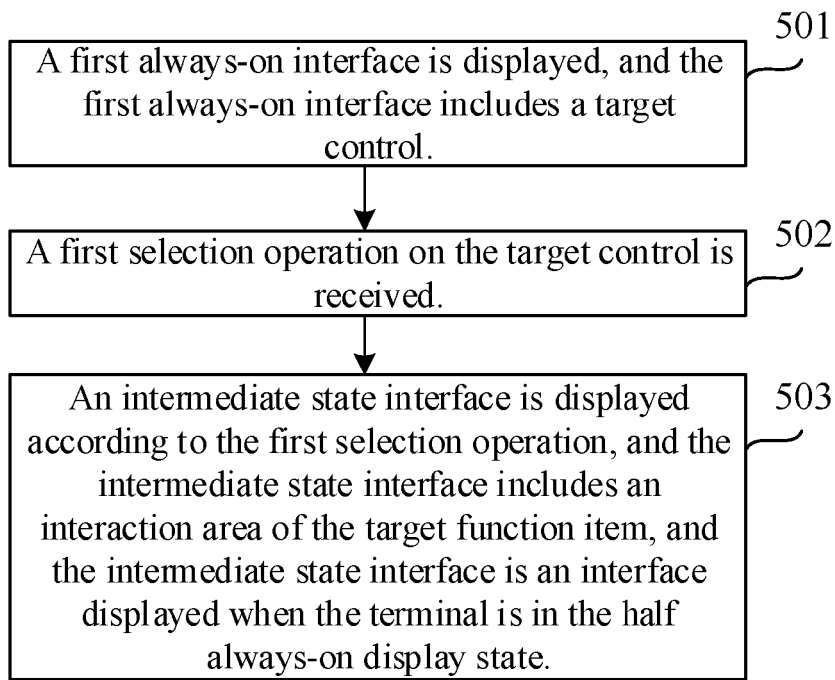 501
A first always-on interface is displayed, and the
first always-on interface includes a target
control.
502
A first selection operation on the target control is
received.
503
An intermediate state interface is displayed
according to the first selection operation, and the
intermediate state interface includes an
interaction area of the target function item, and
the intermediate state interface is an interface
displayed when the terminal is in the half
always-on display state.